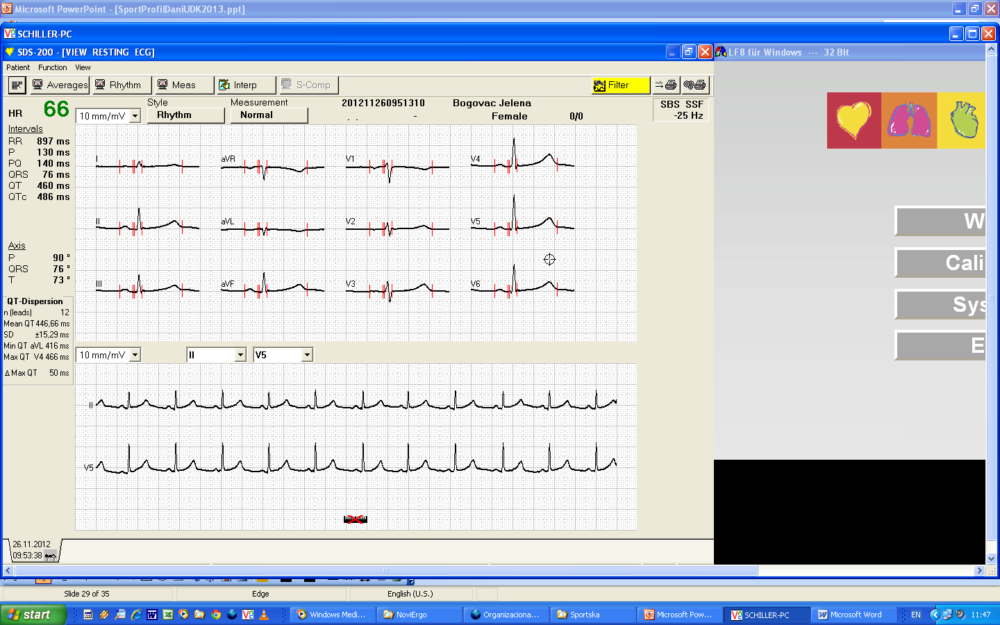 Microsoft PowerPoint - [SportProfilDaniUDK2013.ppt]
SCHILLER-PC
SDS-200 - [VIEW RESTING ECG]
LF8 für Windows --- 32 Bit
Patient Function View
Averages Rhythm Meas Interp S-Comp Filter
HR 66
10 mm/mV
Style
Rhythm
Measurement
Normal
201211260951310 Bogovac Jelena
. . - Female 0/0
SBS SSF
-25 Hz
Intervals
RR 897 ms
P 130 ms
PQ 140 ms
QRS 76 ms
QT 460 ms
QTc 486 ms
Axis
P 90 °
QRS 76 °
T 73 °
QT-Dispersion
n (leads) 12
Mean QT 446,66 ms
SD ±15,29 ms
Min QT aVL 416 ms
Max QT V4 466 ms
Δ Max QT 50 ms
I aVR V1 V4
II aVL V2 V5
III aVF V3 V6
10 mm/mV II V5
II
V5
W
Cali
Sys
E
26.11.2012
09:53:38
Slide 29 of 35 Edge English (U.S.)
start Windows Medi... NoviErgo Organizaciona... Sportska Microsoft Pow... SCHILLER-PC Microsoft Word EN 11:47